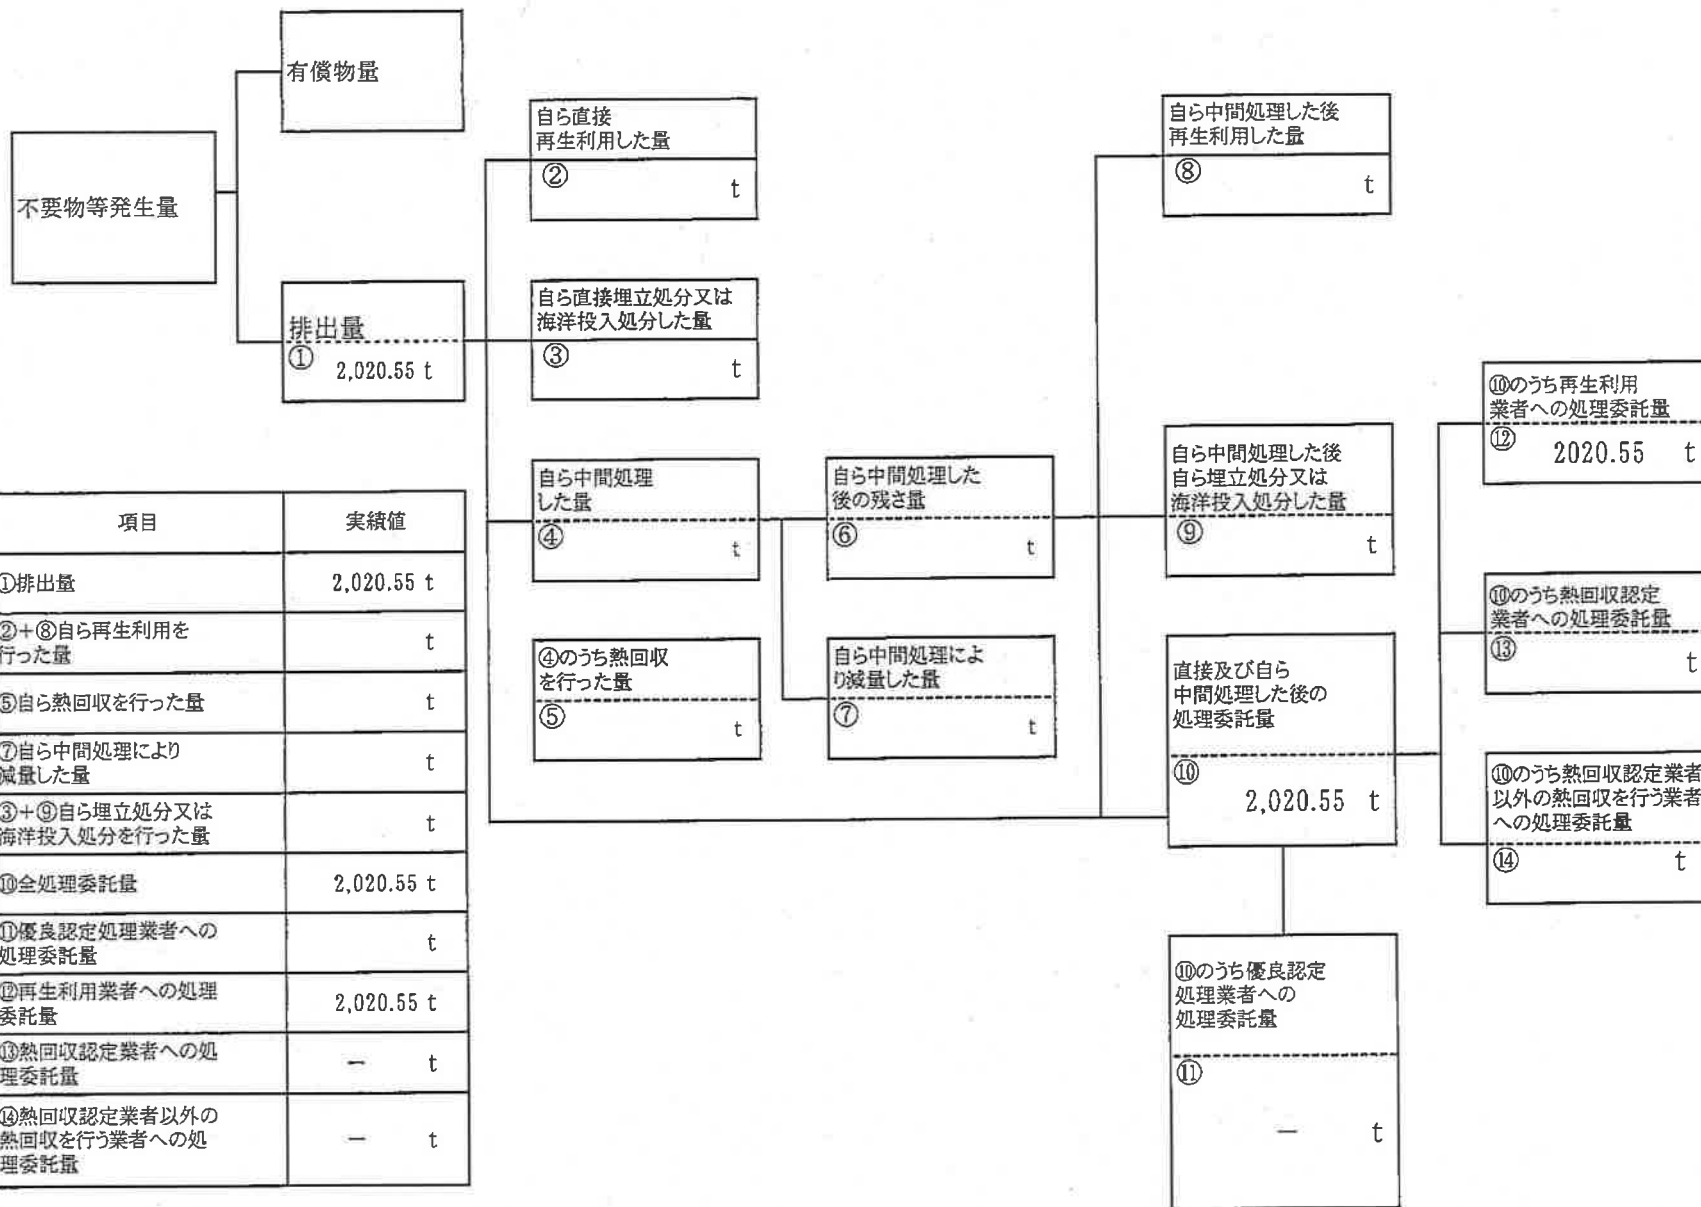 有償物量
不要物等発生量
排出量
① 2,020.55 t
自ら直接
再生利用した量
② t
自ら直接埋立処分又は
海洋投入処分した量
③ t
自ら中間処理
した量
④ t
④のうち熱回収
を行った量
⑤ t
自ら中間処理した
後の残さ量
⑥ t
自ら中間処理によ
り減量した量
⑦ t
自ら中間処理した後
再生利用した量
⑧ t
自ら中間処理した後
自ら埋立処分又は
海洋投入処分した量
⑨ t
直接及び自ら
中間処理した後の
処理委託量
⑩
2,020.55 t
⑩のうち優良認定
処理業者への
処理委託量
⑪
― t
⑩のうち再生利用
業者への処理委託量
⑫ 2020.55 t
⑩のうち熱回収認定
業者への処理委託量
⑬ t
⑩のうち熱回収認定業者
以外の熱回収を行う業者
への処理委託量
⑭ t
項目 実績値
①排出量 2,020.55 t
②+⑧自ら再生利用を
行った量 t
⑤自ら熱回収を行った量 t
⑦自ら中間処理により
減量した量 t
③+⑨自ら埋立処分又は
海洋投入処分を行った量 t
⑩全処理委託量 2,020.55 t
⑪優良認定処理業者への
処理委託量 t
⑫再生利用業者への処理
委託量 2,020.55 t
⑬熱回収認定業者への処
理委託量 ― t
⑭熱回収認定業者以外の
熱回収を行う業者への処
理委託量 ― t